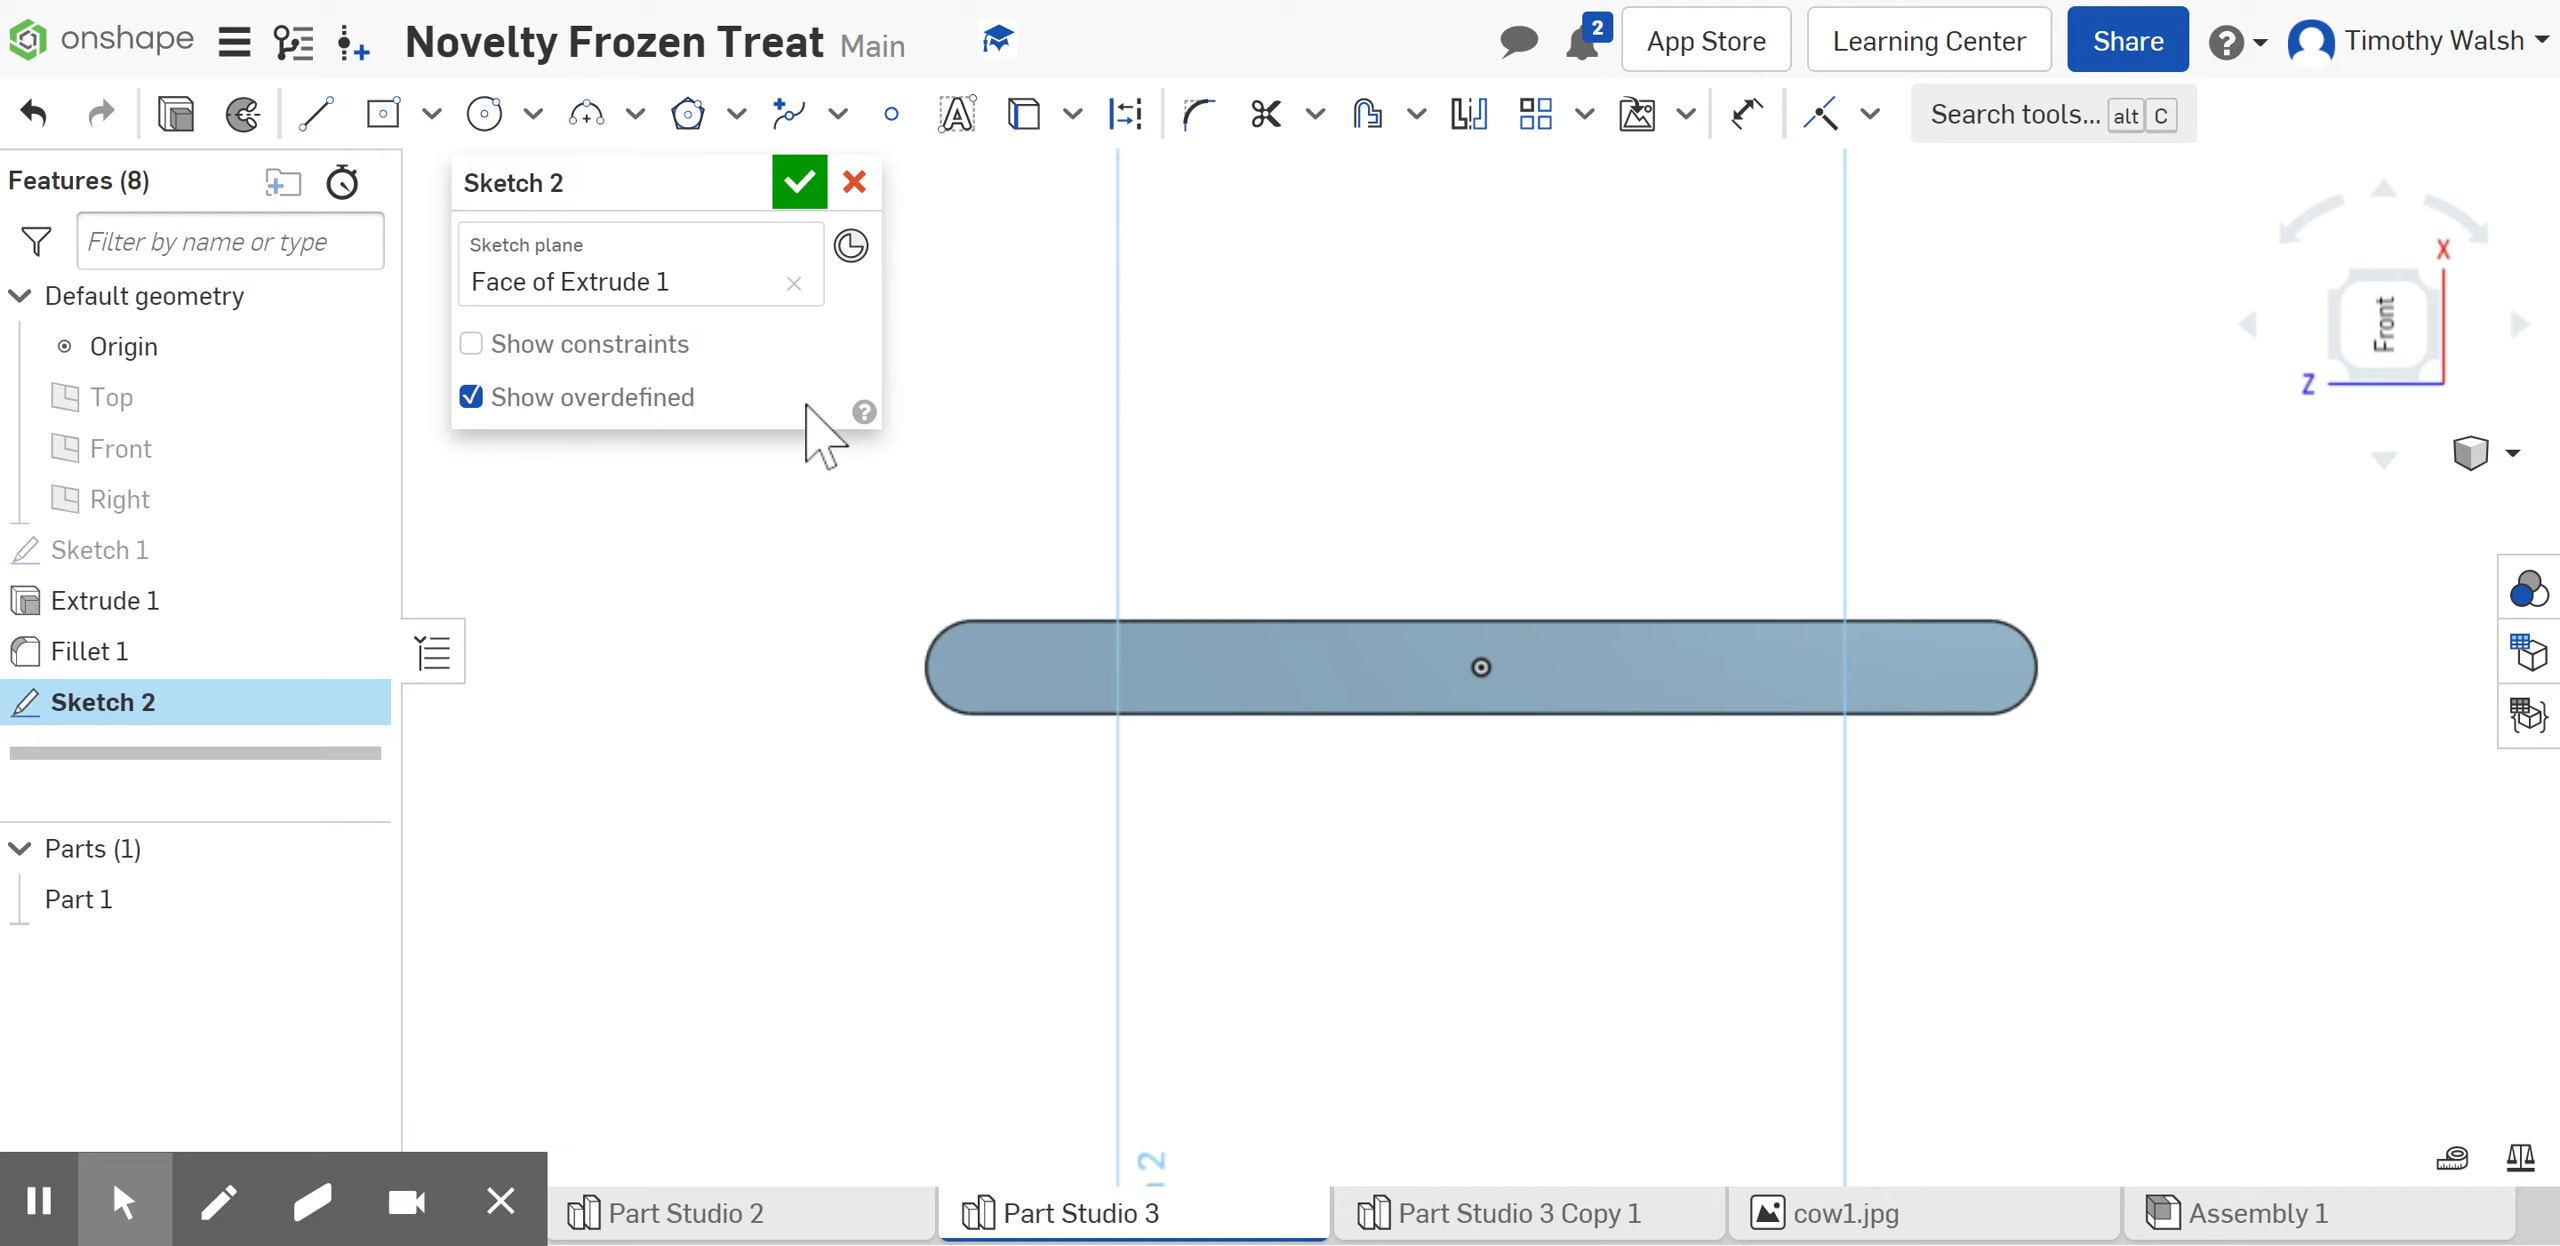 onshape
Novelty Frozen Treat Main
2
App Store
Learning Center
Share
Timothy Walsh
Search tools... alt C
Features (8)
Filter by name or type
Default geometry
Origin
Top
Front
Right
Sketch 1
Extrude 1
Fillet 1
Sketch 2
Parts (1)
Part 1
Sketch 2
Sketch plane
Face of Extrude 1
Show constraints
Show overdefined
X
Front
Z
2
Part Studio 2
Part Studio 3
Part Studio 3 Copy 1
cow1.jpg
Assembly 1